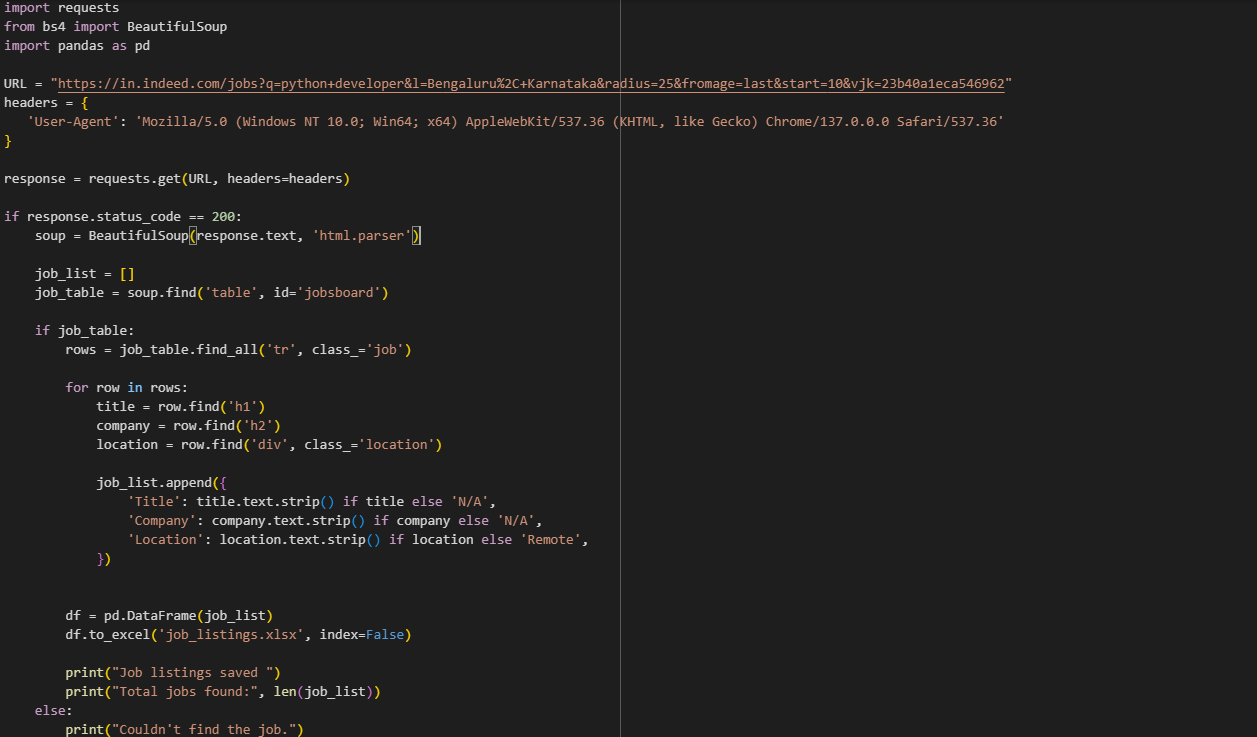 import requests
from bs4 import BeautifulSoup
import pandas as pd

URL = "https://in.indeed.com/jobs?q=python+developer&l=Bengaluru%2C+Karnataka&radius=25&fromage=last&start=10&vjk=23b40a1eca546962"
headers = {
   'User-Agent': 'Mozilla/5.0 (Windows NT 10.0; Win64; x64) AppleWebKit/537.36 (KHTML, like Gecko) Chrome/137.0.0.0 Safari/537.36'
}

response = requests.get(URL, headers=headers)

if response.status_code == 200:
    soup = BeautifulSoup(response.text, 'html.parser')

    job_list = []
    job_table = soup.find('table', id='jobsboard')

    if job_table:
        rows = job_table.find_all('tr', class_='job')

        for row in rows:
            title = row.find('h1')
            company = row.find('h2')
            location = row.find('div', class_='location')

            job_list.append({
                'Title': title.text.strip() if title else 'N/A',
                'Company': company.text.strip() if company else 'N/A',
                'Location': location.text.strip() if location else 'Remote',
            })


        df = pd.DataFrame(job_list)
        df.to_excel('job_listings.xlsx', index=False)

        print("Job listings saved ")
        print("Total jobs found:", len(job_list))
    else:
        print("Couldn't find the job.")